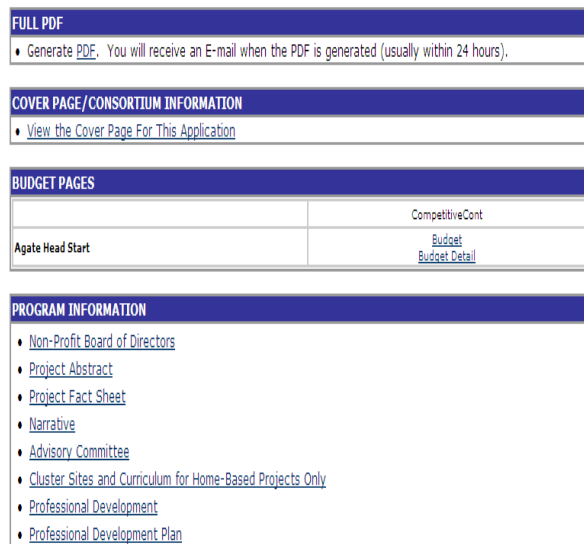 FULL PDF
• Generate PDF. You will receive an E-mail when the PDF is generated (usually within 24 hours).
COVER PAGE/CONSORTIUM INFORMATION
• View the Cover Page For This Application
BUDGET PAGES
CompetitiveCont
Agate Head Start
Budget
Budget Detail
PROGRAM INFORMATION
• Non-Profit Board of Directors
• Project Abstract
• Project Fact Sheet
• Narrative
• Advisory Committee
• Cluster Sites and Curriculum for Home-Based Projects Only
• Professional Development
• Professional Development Plan